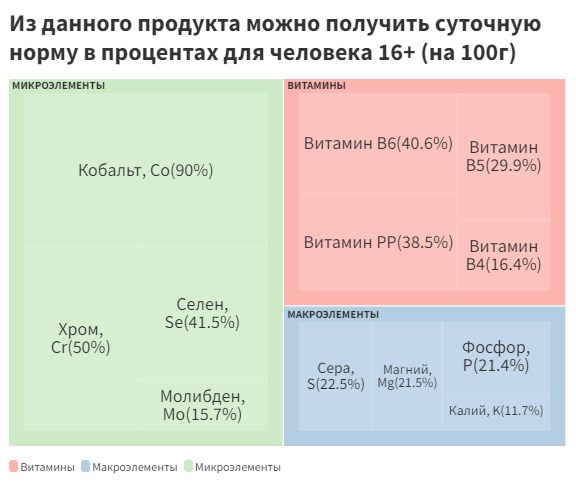 Из данного продукта можно получить суточную
норму в процентах для человека 16+ (на 100г)
МИКРОЭЛЕМЕНТЫ
Кобальт, Co(90%)
Хром,
Cr(50%)
Селен,
Se(41.5%)
Молибден,
Mo(15.7%)
ВИТАМИНЫ
Витамин B6(40.6%)
Витамин PP(38.5%)
Витамин
B5(29.9%)
Витамин
B4(16.4%)
МАКРОЭЛЕМЕНТЫ
Сера,
S(22.5%)
Магний,
Mg(21.5%)
Фосфор,
P(21.4%)
Калий, K(11.7%)
Витамины Макроэлементы Микроэлементы